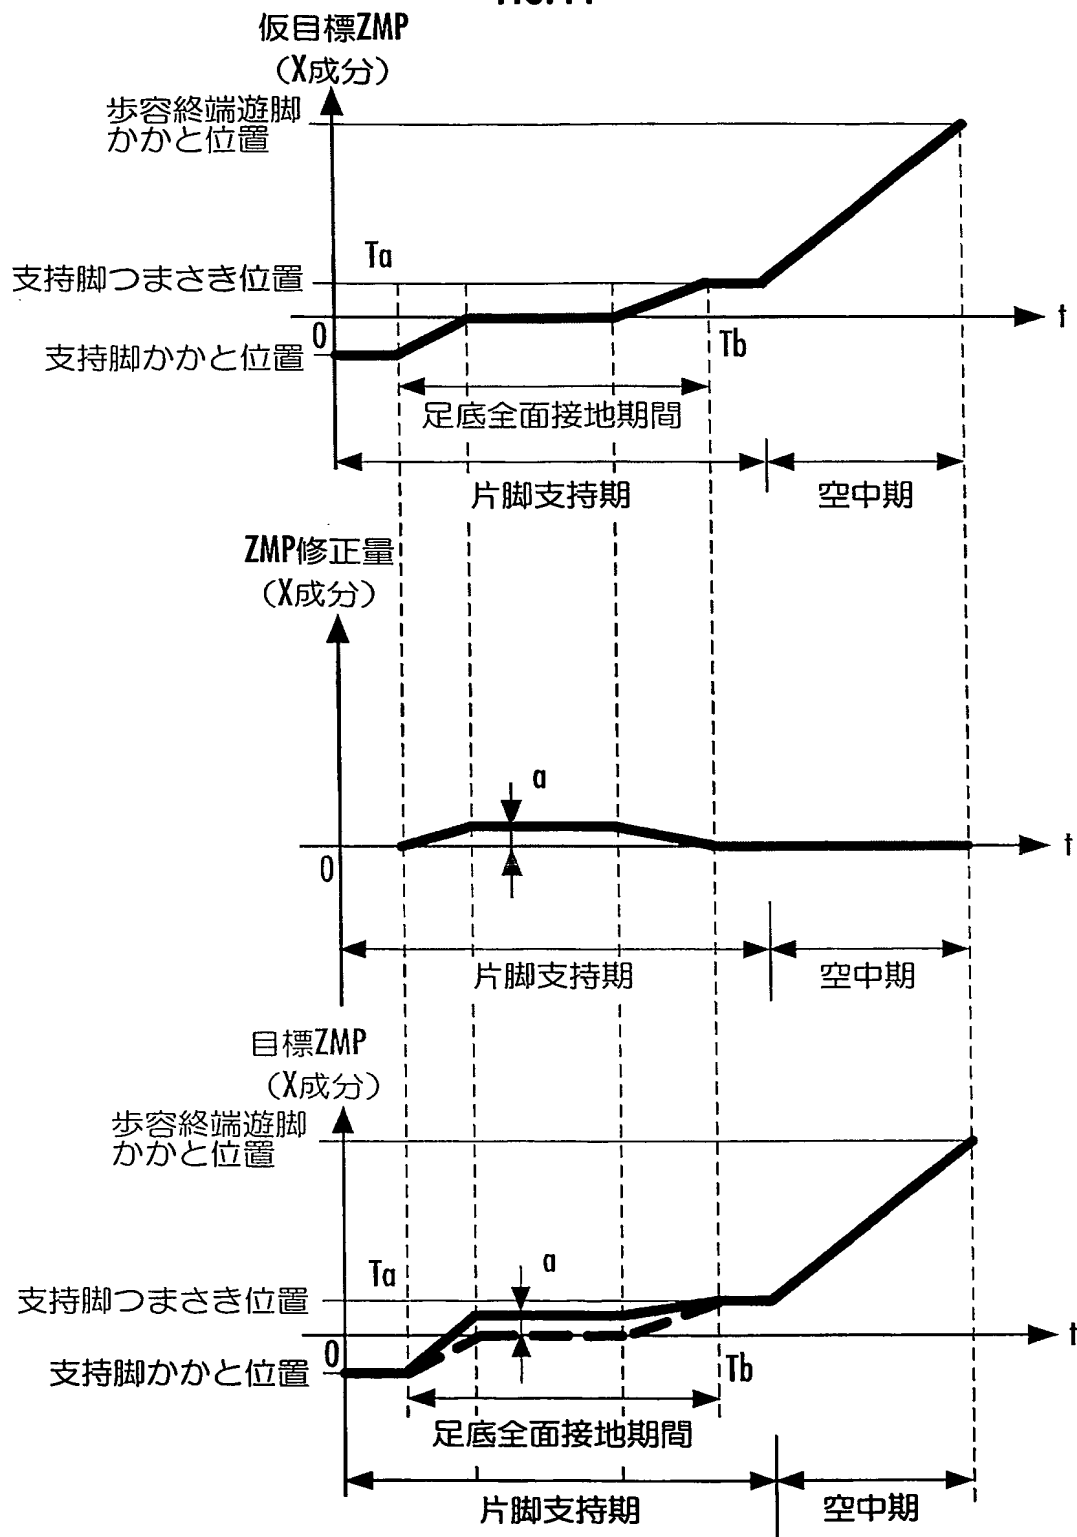 仮目標ZMP
（X成分）
歩容終端遊脚
かかと位置
Ta
支持脚つまさき位置
t
0
支持脚かかと位置
Tb
足底全面接地期間
片脚支持期
空中期
ZMP修正量
（X成分）
a
t
0
片脚支持期
空中期
目標ZMP
（X成分）
歩容終端遊脚
かかと位置
Ta
a
支持脚つまさき位置
t
0
支持脚かかと位置
Tb
足底全面接地期間
片脚支持期
空中期